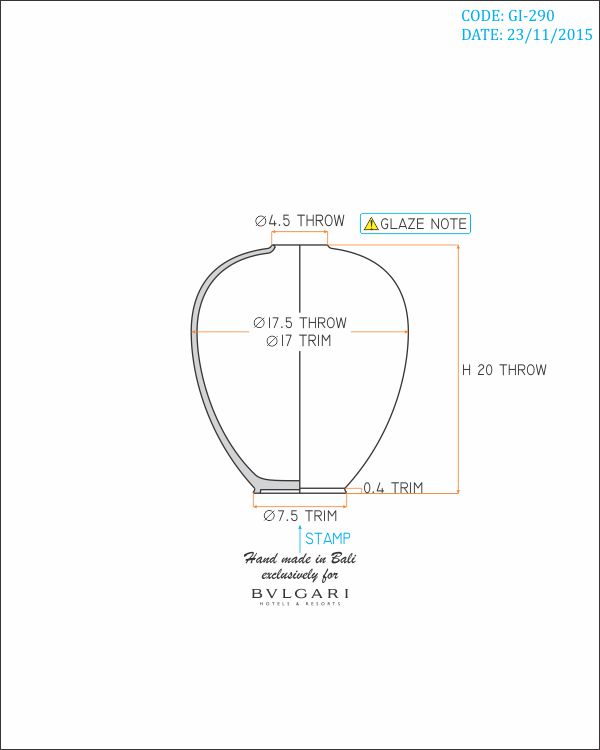 CODE: GI-290
DATE: 23/11/2015
∅4.5 THROW
GLAZE NOTE
∅17.5 THROW
∅17 TRIM
H 20 THROW
0.4 TRIM
∅7.5 TRIM
STAMP
Hand made in Bali
exclusively for
BVLGARI
HOTELS & RESORTS